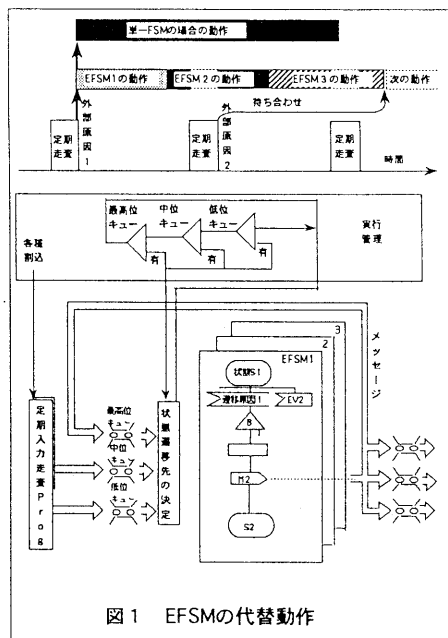 単一FSMの場合の動作
EFSM1の動作
EFSM2の動作
EFSM3の動作
次の動作
外部原因1
外部原因2
待ち合わせ
定期走査
定期走査
定期走査
時間
最高位キュー
中位キュー
低位キュー
実行管理
有
有
有
各種割込
メッセージ
3
2
EFSM1
状態S1
遷移原因1
EV2
B
M2
S2
定期入力走査Prog
最高位キュー
中位キュー
低位キュー
状態遷移先の決定
図1 EFSMの代替動作